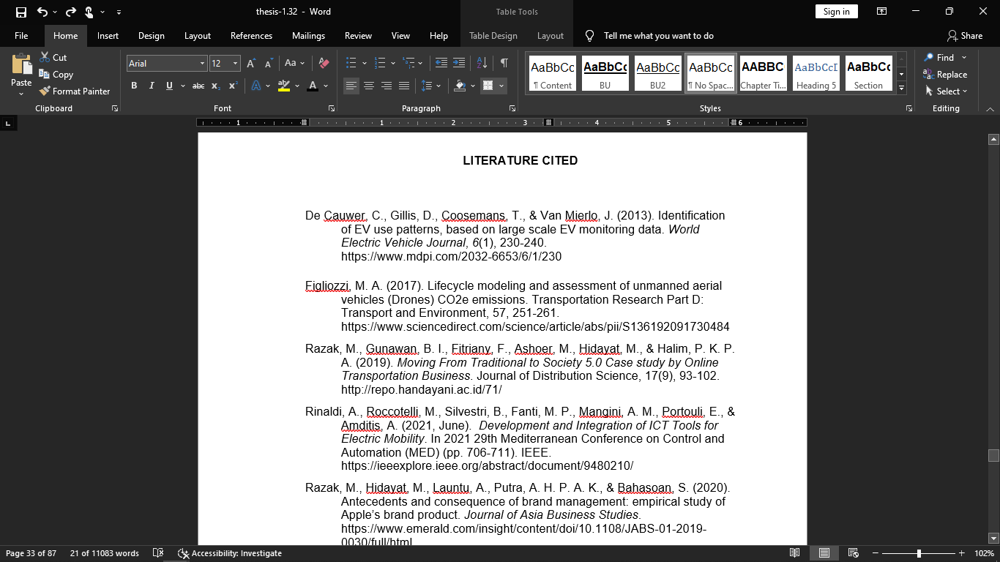 thesis-1.32 - Word
Table Tools
Sign in
File Home Insert Design Layout References Mailings Review View Help Table Design Layout Tell me what you want to do Share
Paste
Cut
Copy
Format Painter
Clipboard
Arial 12
Font
Paragraph
AaBbCc AaBbCc AaBbCc AaBbCc AABBC AaBbCcD AaBbCc
¶ Content BU BU2 ¶ No Spac... Chapter Ti... Heading 5 Section
Styles
Find
Replace
Select
Editing
1 1 2 3 4 5 6
LITERATURE CITED
De Cauwer, C., Gillis, D., Coosemans, T., & Van Mierlo, J. (2013). Identification
of EV use patterns, based on large scale EV monitoring data. World
Electric Vehicle Journal, 6(1), 230-240.
https://www.mdpi.com/2032-6653/6/1/230
Figliozzi, M. A. (2017). Lifecycle modeling and assessment of unmanned aerial
vehicles (Drones) CO2e emissions. Transportation Research Part D:
Transport and Environment, 57, 251-261.
https://www.sciencedirect.com/science/article/abs/pii/S136192091730484
Razak, M., Gunawan, B. I., Fitriany, F., Ashoer, M., Hidayat, M., & Halim, P. K. P.
A. (2019). Moving From Traditional to Society 5.0 Case study by Online
Transportation Business. Journal of Distribution Science, 17(9), 93-102.
http://repo.handayani.ac.id/71/
Rinaldi, A., Roccotelli, M., Silvestri, B., Fanti, M. P., Mangini, A. M., Portouli, E., &
Amditis, A. (2021, June). Development and Integration of ICT Tools for
Electric Mobility. In 2021 29th Mediterranean Conference on Control and
Automation (MED) (pp. 706-711). IEEE.
https://ieeexplore.ieee.org/abstract/document/9480210/
Razak, M., Hidayat, M., Launtu, A., Putra, A. H. P. A. K., & Bahasoan, S. (2020).
Antecedents and consequence of brand management: empirical study of
Apple's brand product. Journal of Asia Business Studies.
https://www.emerald.com/insight/content/doi/10.1108/JABS-01-2019-
0030/full/html
Page 33 of 87 21 of 11083 words Accessibility: Investigate 102%